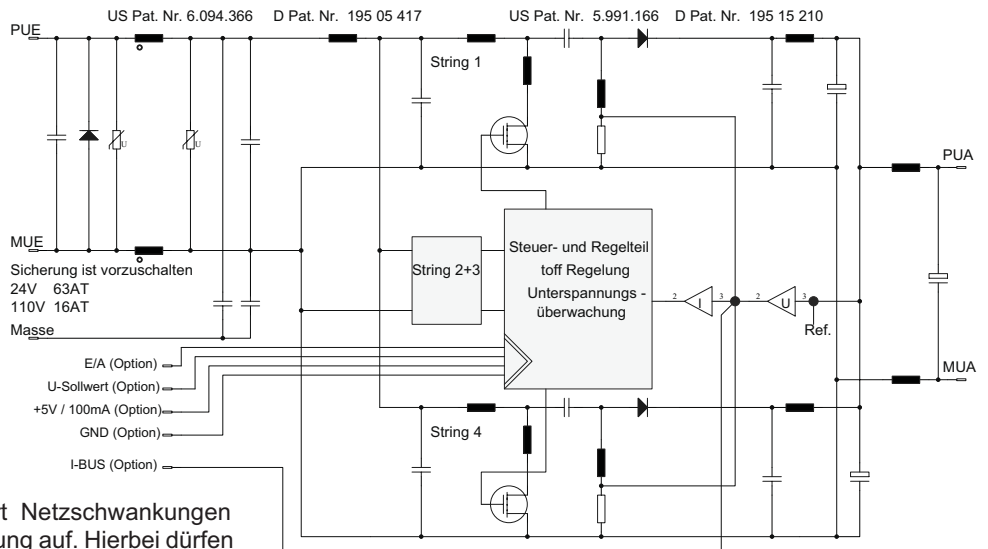 US Pat. Nr. 6.094.366 D Pat. Nr. 195 05 417 US Pat. Nr. 5.991.166 D Pat. Nr. 195 15 210
PUE
String 1
U
U
PUA
MUE
Sicherung ist vorzuschalten
24V 63AT
110V 16AT
Masse
String 2+3
Steuer- und Regelteil
toff Regelung
Unterspannungs -
überwachung
2 I 3
2 U 3
Ref.
MUA
E/A (Option)
U-Sollwert (Option)
+5V / 100mA (Option)
GND (Option)
I-BUS (Option)
String 4
t Netzschwankungen
ung auf. Hierbei dürfen